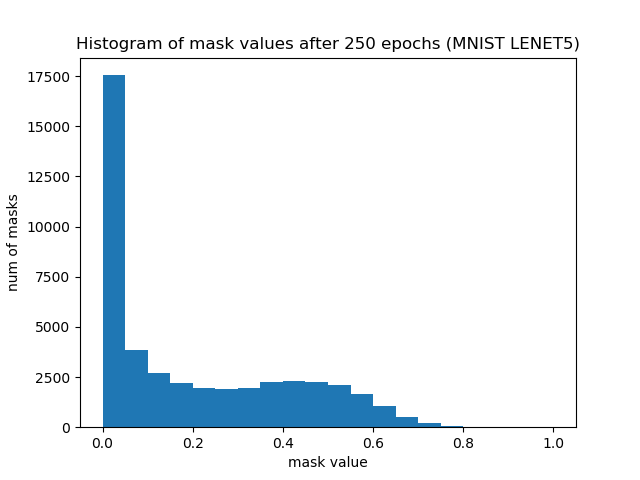 Histogram of mask values after 250 epochs (MNIST LENET5)
17500
15000
12500
10000
7500
5000
2500
0
num of masks
0.0 0.2 0.4 0.6 0.8 1.0
mask value